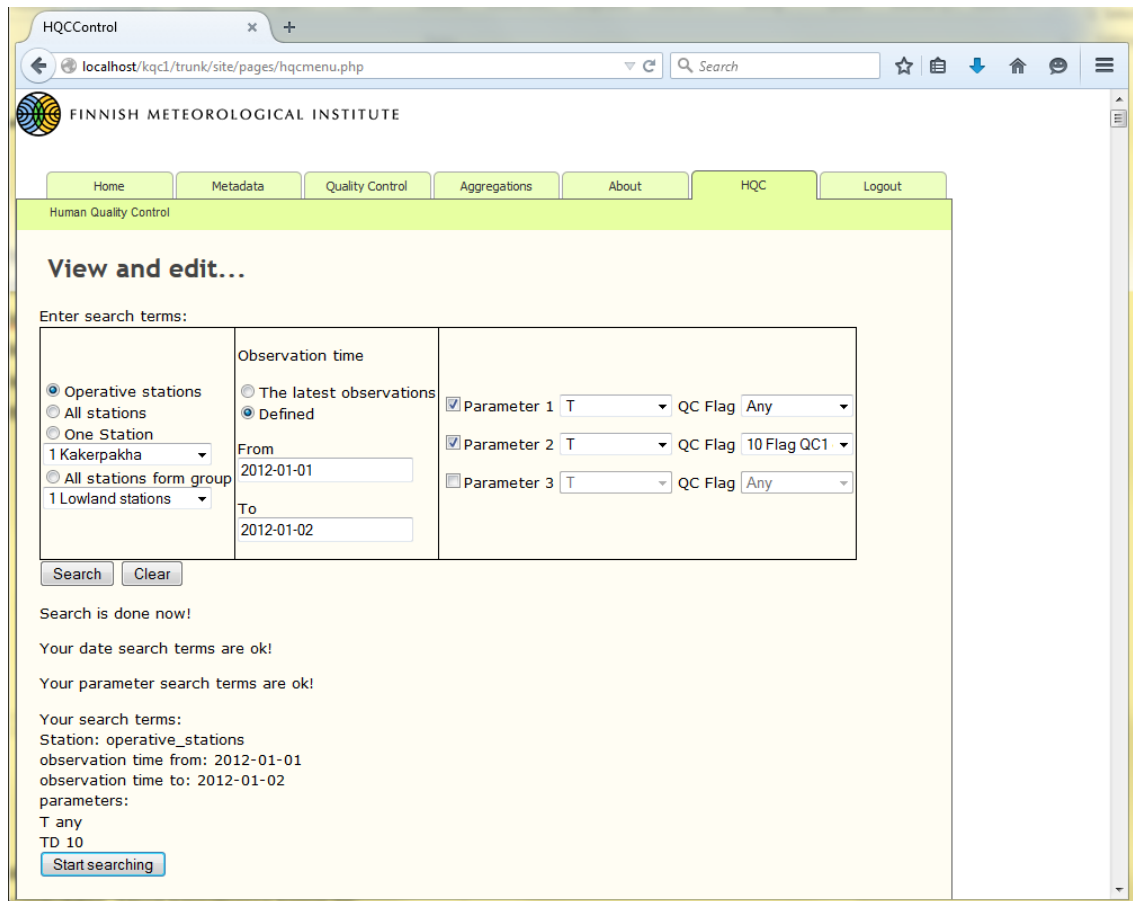 HQCControl
localhost/kqc1/trunk/site/pages/hqcmenu.php
Search
FINNISH METEOROLOGICAL INSTITUTE
Home Metadata Quality Control Aggregations About HQC Logout
Human Quality Control
View and edit...
Enter search terms:
Operative stations
All stations
One Station
1 Kakerpakha
All stations form group
1 Lowland stations
Observation time
The latest observations
Defined
From
2012-01-01
To
2012-01-02
Parameter 1 T QC Flag Any
Parameter 2 T QC Flag 10 Flag QC1
Parameter 3 T QC Flag Any
Search Clear
Search is done now!
Your date search terms are ok!
Your parameter search terms are ok!
Your search terms:
Station: operative_stations
observation time from: 2012-01-01
observation time to: 2012-01-02
parameters:
T any
TD 10
Start searching